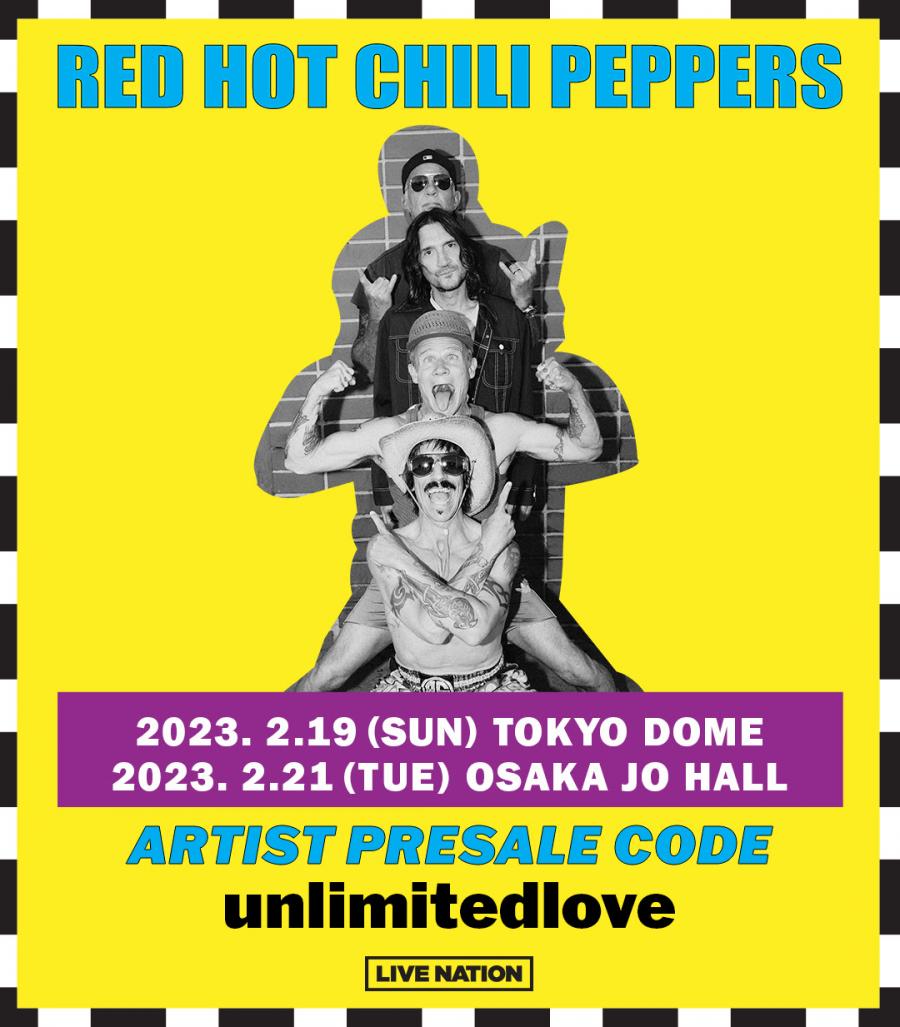 RED HOT CHILI PEPPERS
2023. 2.19 (SUN) TOKYO DOME
2023. 2.21 (TUE) OSAKA JO HALL
ARTIST PRESALE CODE
unlimitedlove
LIVE NATION